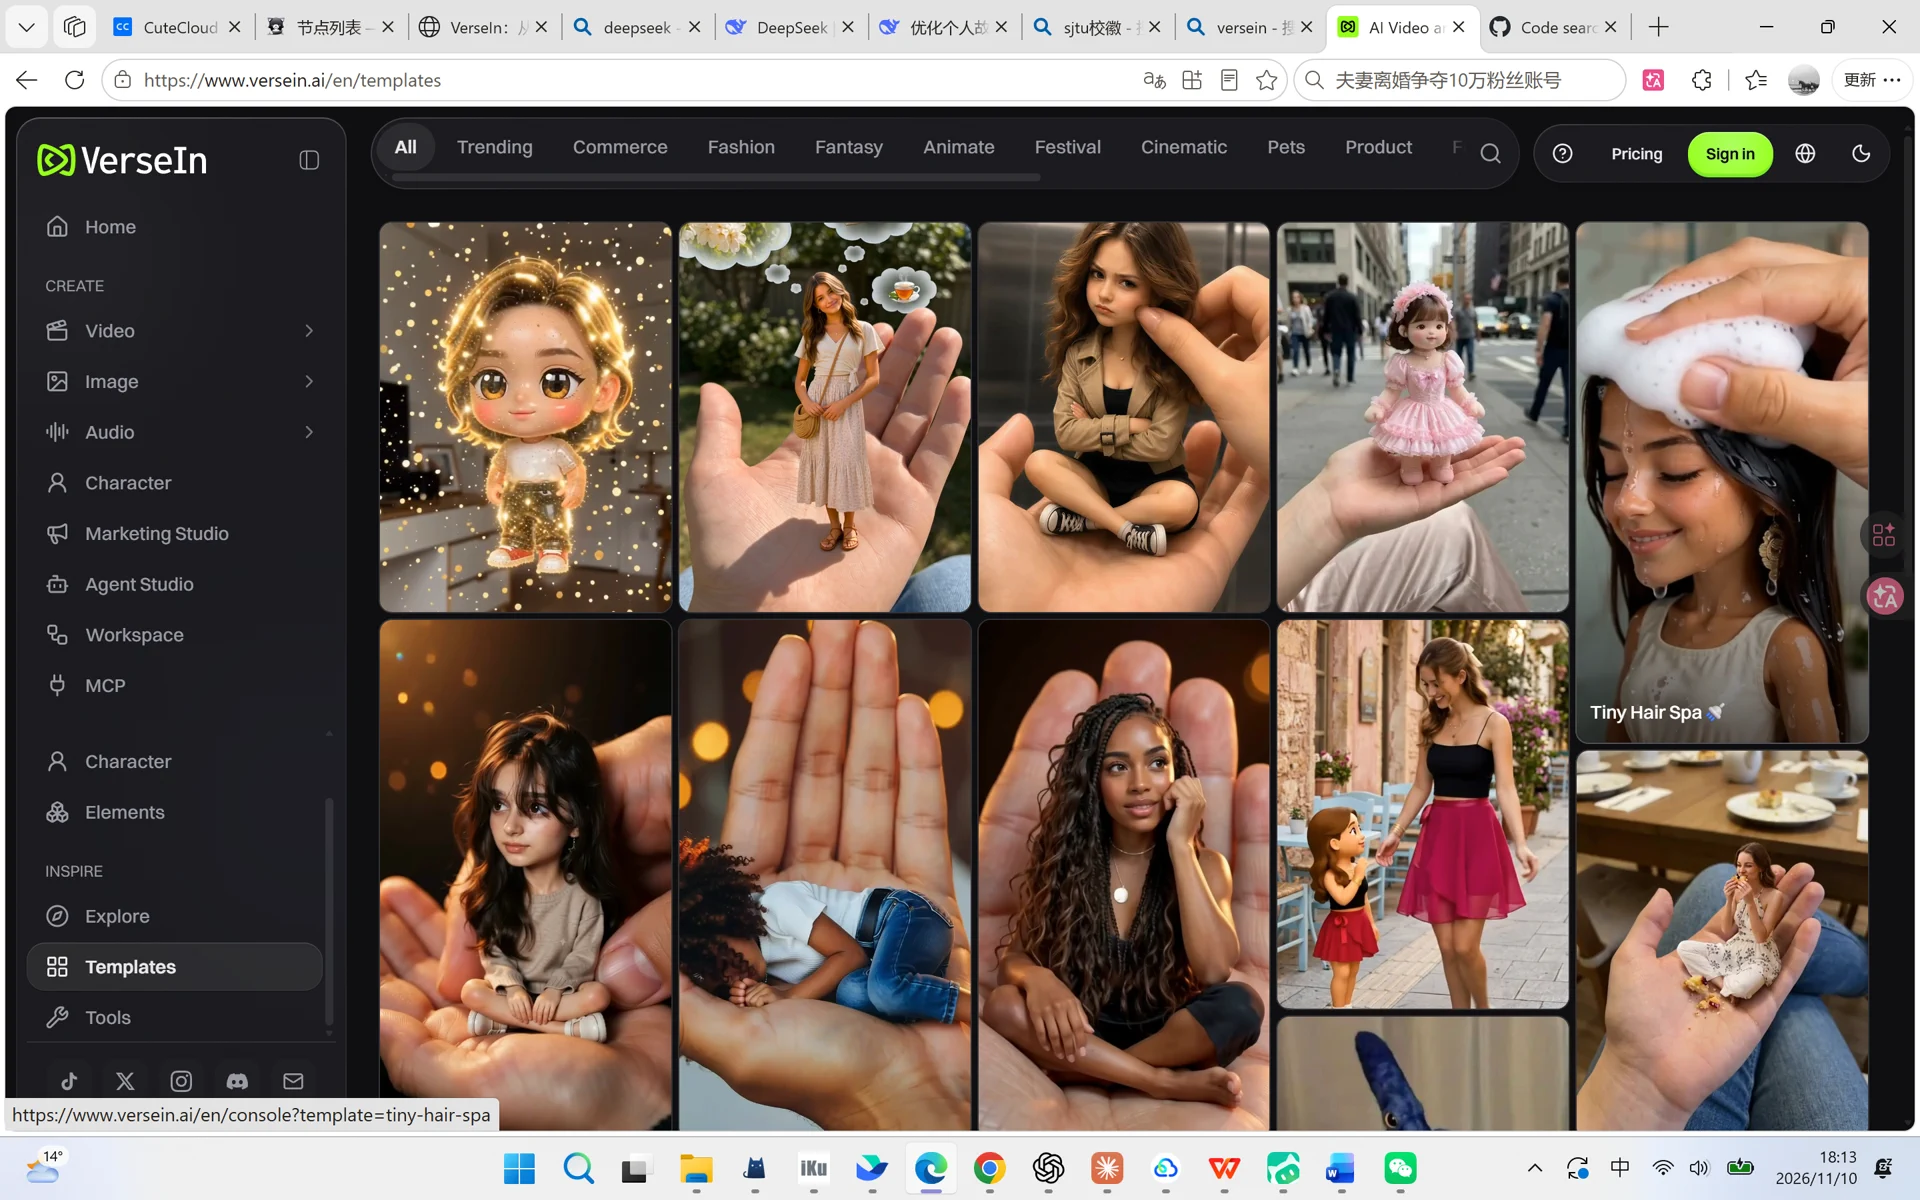 CuteCloud
节点列表
VerseIn：
deepseek -
DeepSeek
优化个人故
sjtu校徽 -
versein - 搜
AI Video ar
Code searc
https://www.versein.ai/en/templates
夫妻离婚争夺10万粉丝账号
更新
VerseIn
Home
CREATE
Video
Image
Audio
Character
Marketing Studio
Agent Studio
Workspace
MCP
Character
Elements
INSPIRE
Explore
Templates
Tools
All
Trending
Commerce
Fashion
Fantasy
Animate
Festival
Cinematic
Pets
Product
Pricing
Sign in
Tiny Hair Spa
https://www.versein.ai/en/console?template=tiny-hair-spa
14°
iKu
中
18:13
2026/11/10